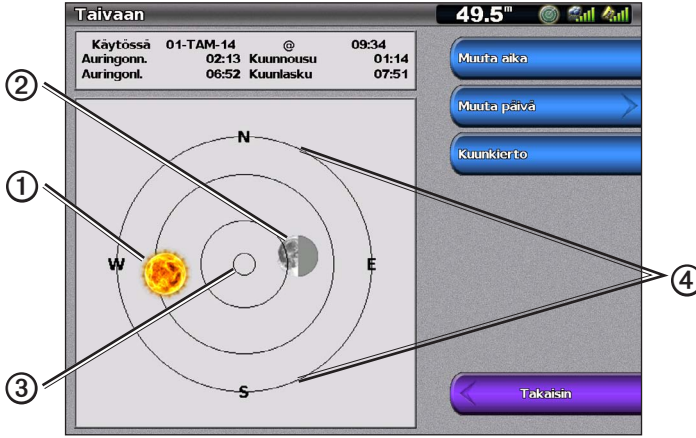 Taivaan 49.5m
Käytössä 01-TAM-14 @ 09:34
Auringonn. 02:13 Kuunnousu 01:14
Auringonl. 06:52 Kuunlasku 07:51
Muuta aika
Muuta päivä
Kuunkierto
N
W E
S
Takaisin
①
②
③
④